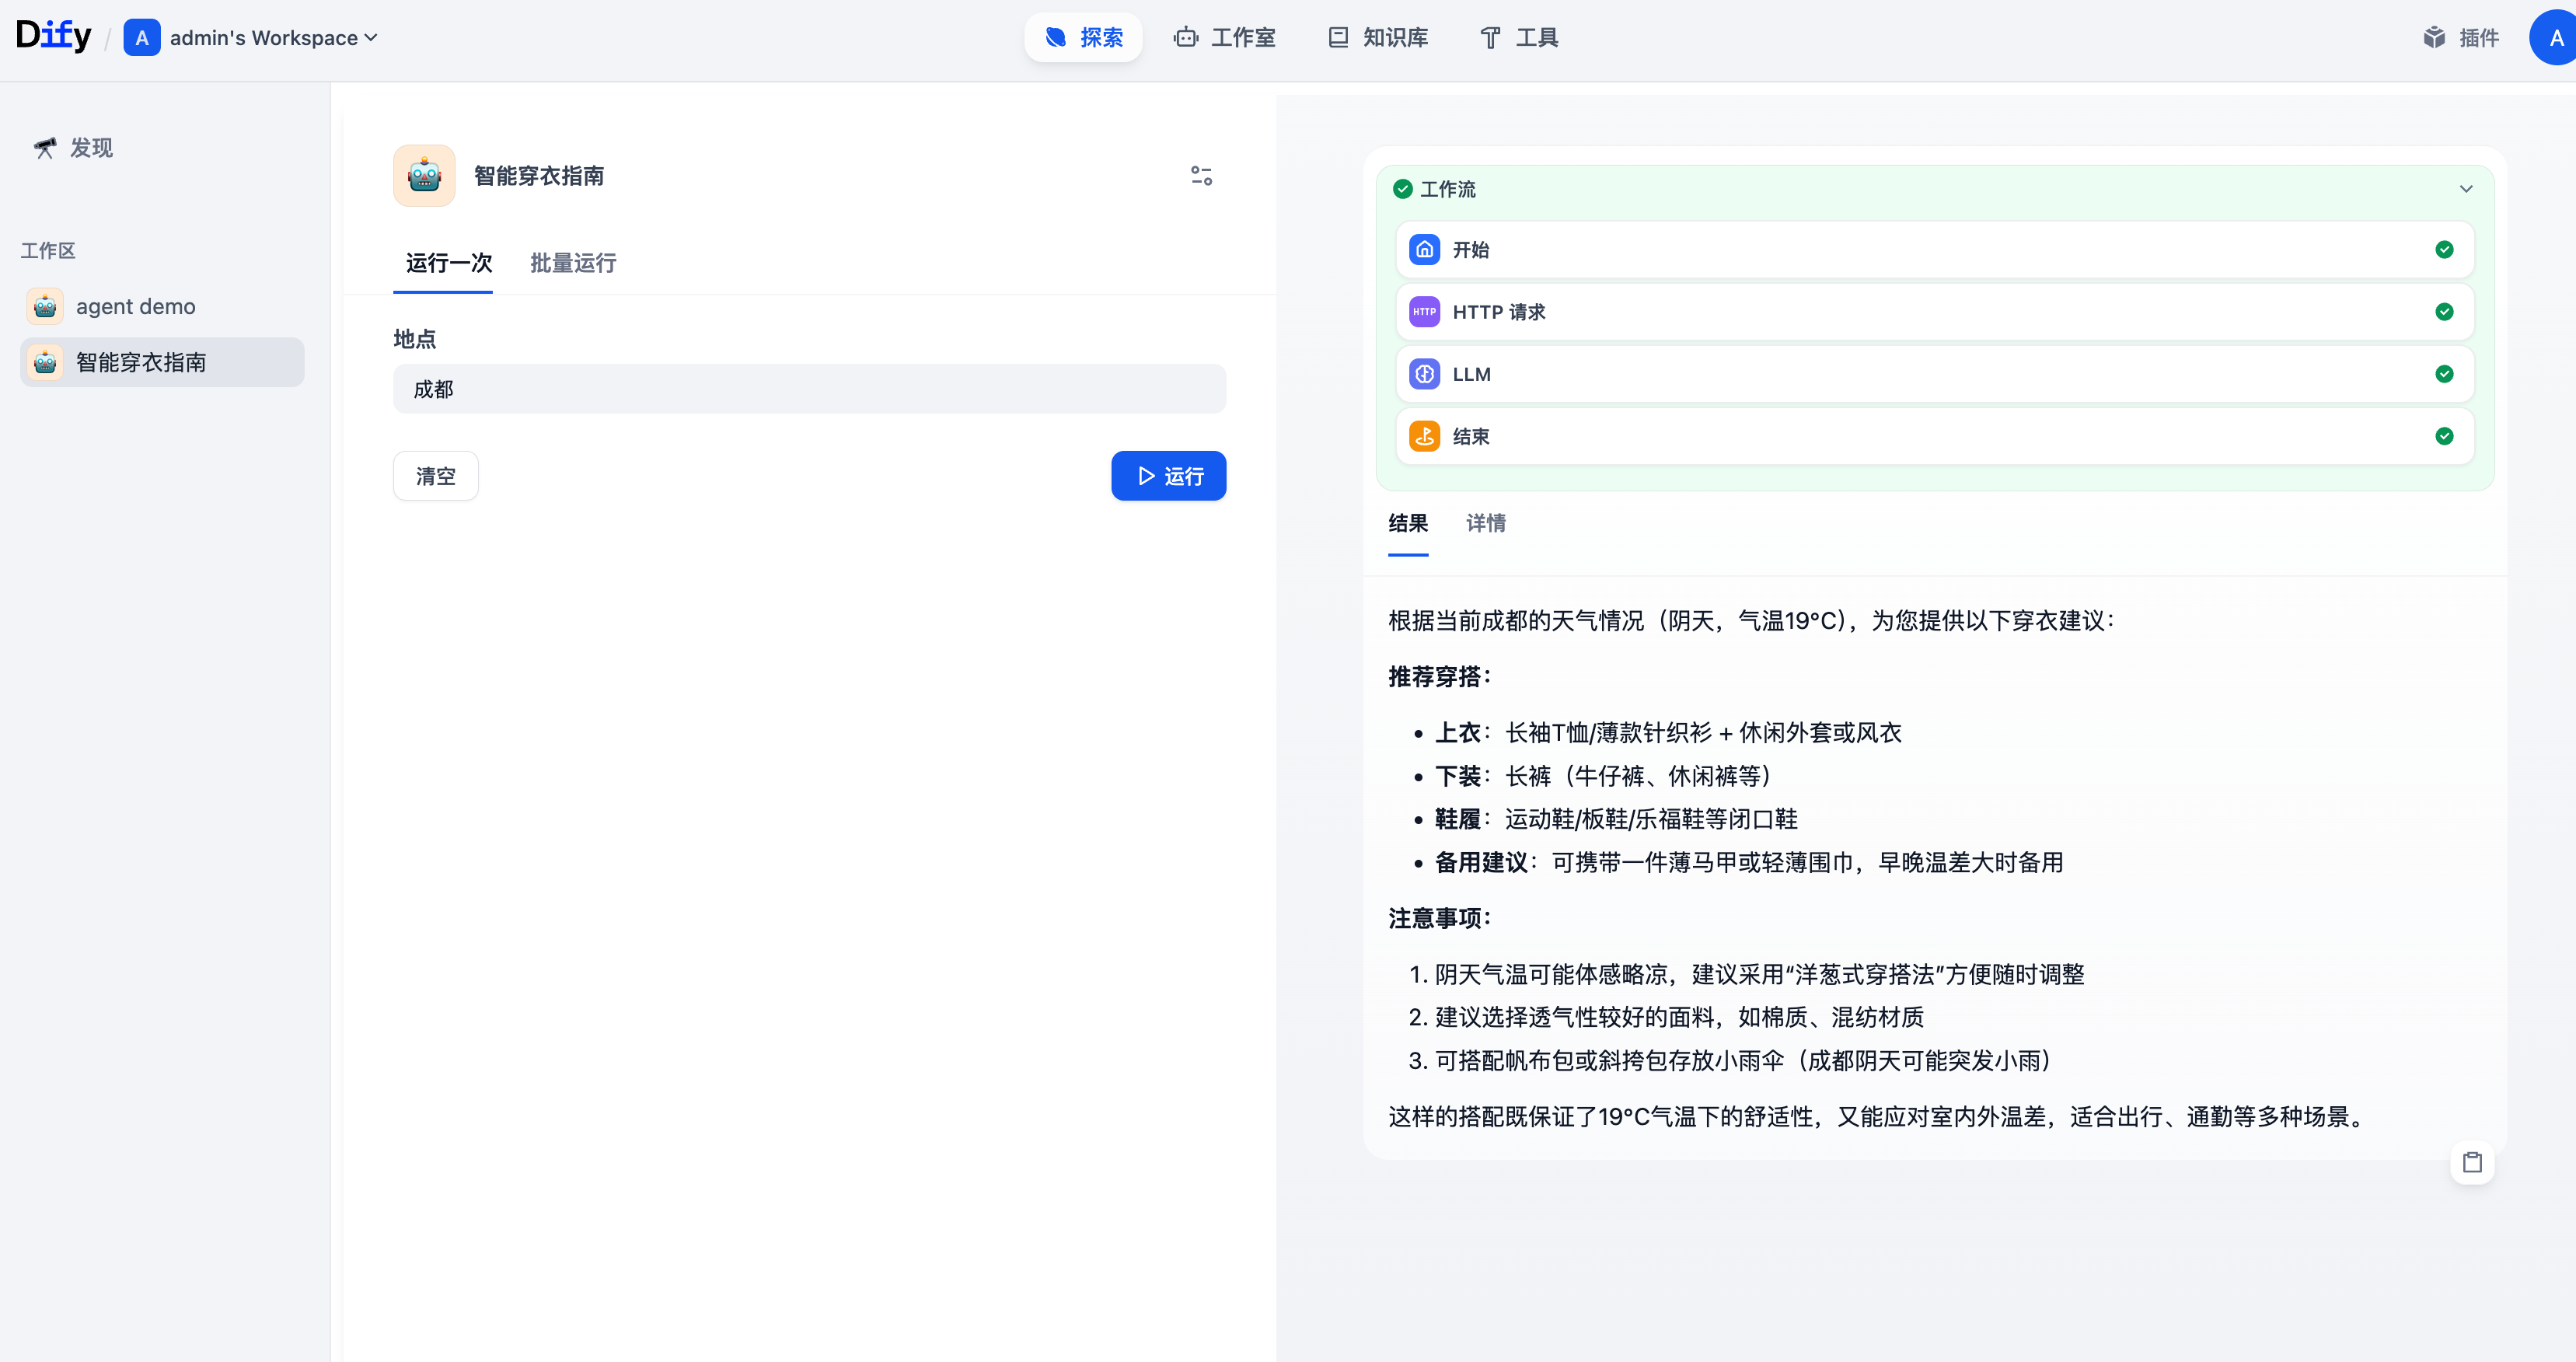 Dify / A admin's Workspace
探索 工作室 知识库 工具
插件 A
发现
工作区
agent demo
智能穿衣指南
智能穿衣指南
运行一次 批量运行
地点
成都
清空 运行
工作流
开始
HTTP HTTP 请求
LLM
结束
结果 详情
根据当前成都的天气情况（阴天，气温19°C），为您提供以下穿衣建议：
推荐穿搭：
• 上衣：长袖T恤/薄款针织衫 + 休闲外套或风衣
• 下装：长裤（牛仔裤、休闲裤等）
• 鞋履：运动鞋/板鞋/乐福鞋等闭口鞋
• 备用建议：可携带一件薄马甲或轻薄围巾，早晚温差大时备用
注意事项：
1. 阴天气温可能体感略凉，建议采用“洋葱式穿搭法”方便随时调整
2. 建议选择透气性较好的面料，如棉质、混纺材质
3. 可搭配帆布包或斜挎包存放小雨伞（成都阴天可能突发小雨）
这样的搭配既保证了19°C气温下的舒适性，又能应对室内外温差，适合出行、通勤等多种场景。